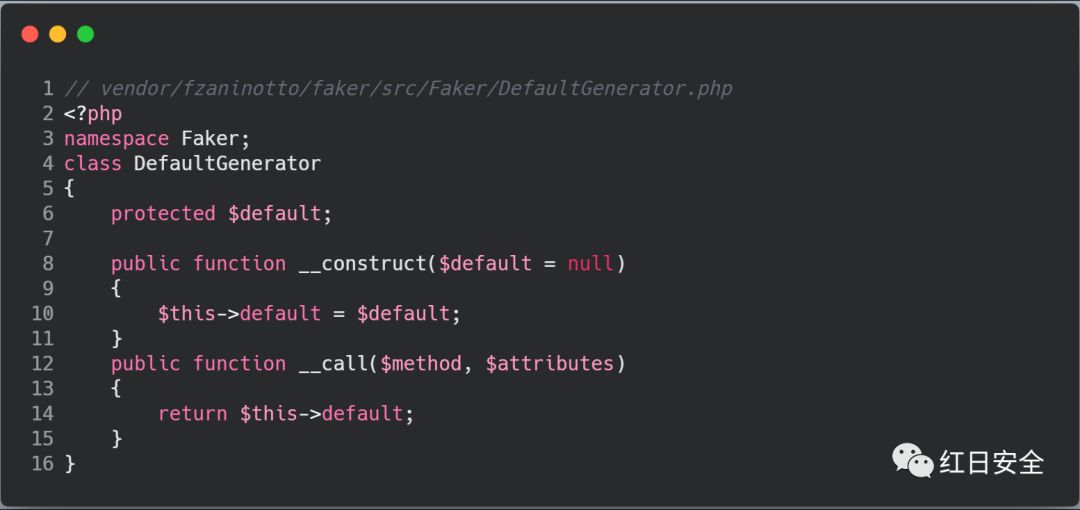 1 // vendor/fzaninotto/faker/src/Faker/DefaultGenerator.php
2 <?php
3 namespace Faker;
4 class DefaultGenerator
5 {
6     protected $default;
7
8     public function __construct($default = null)
9     {
10         $this->default = $default;
11     }
12     public function __call($method, $attributes)
13     {
14         return $this->default;
15     }
16 }
红日安全